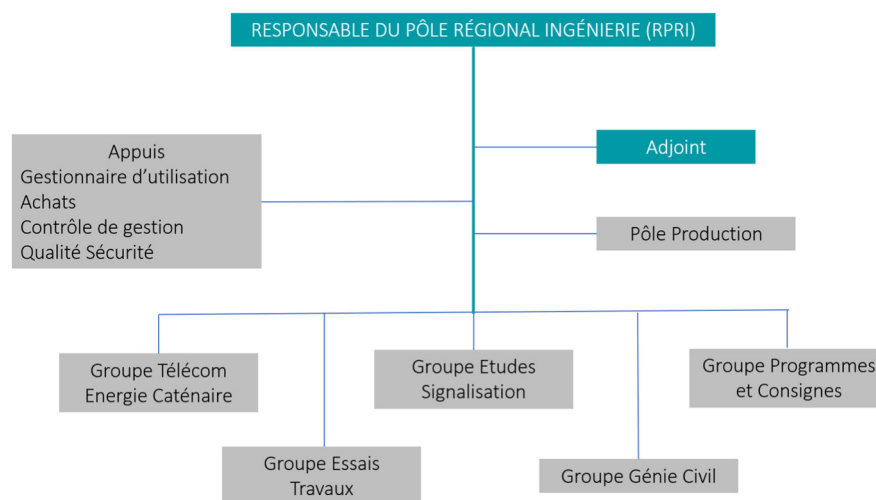 RESPONSABLE DU PÔLE RÉGIONAL INGÉNIERIE (RPRI)
Appuis
Gestionnaire d’utilisation
Achats
Contrôle de gestion
Qualité Sécurité
Adjoint
Pôle Production
Groupe Télécom
Energie Caténaire
Groupe Etudes
Signalisation
Groupe Programmes
et Consignes
Groupe Essais
Travaux
Groupe Génie Civil